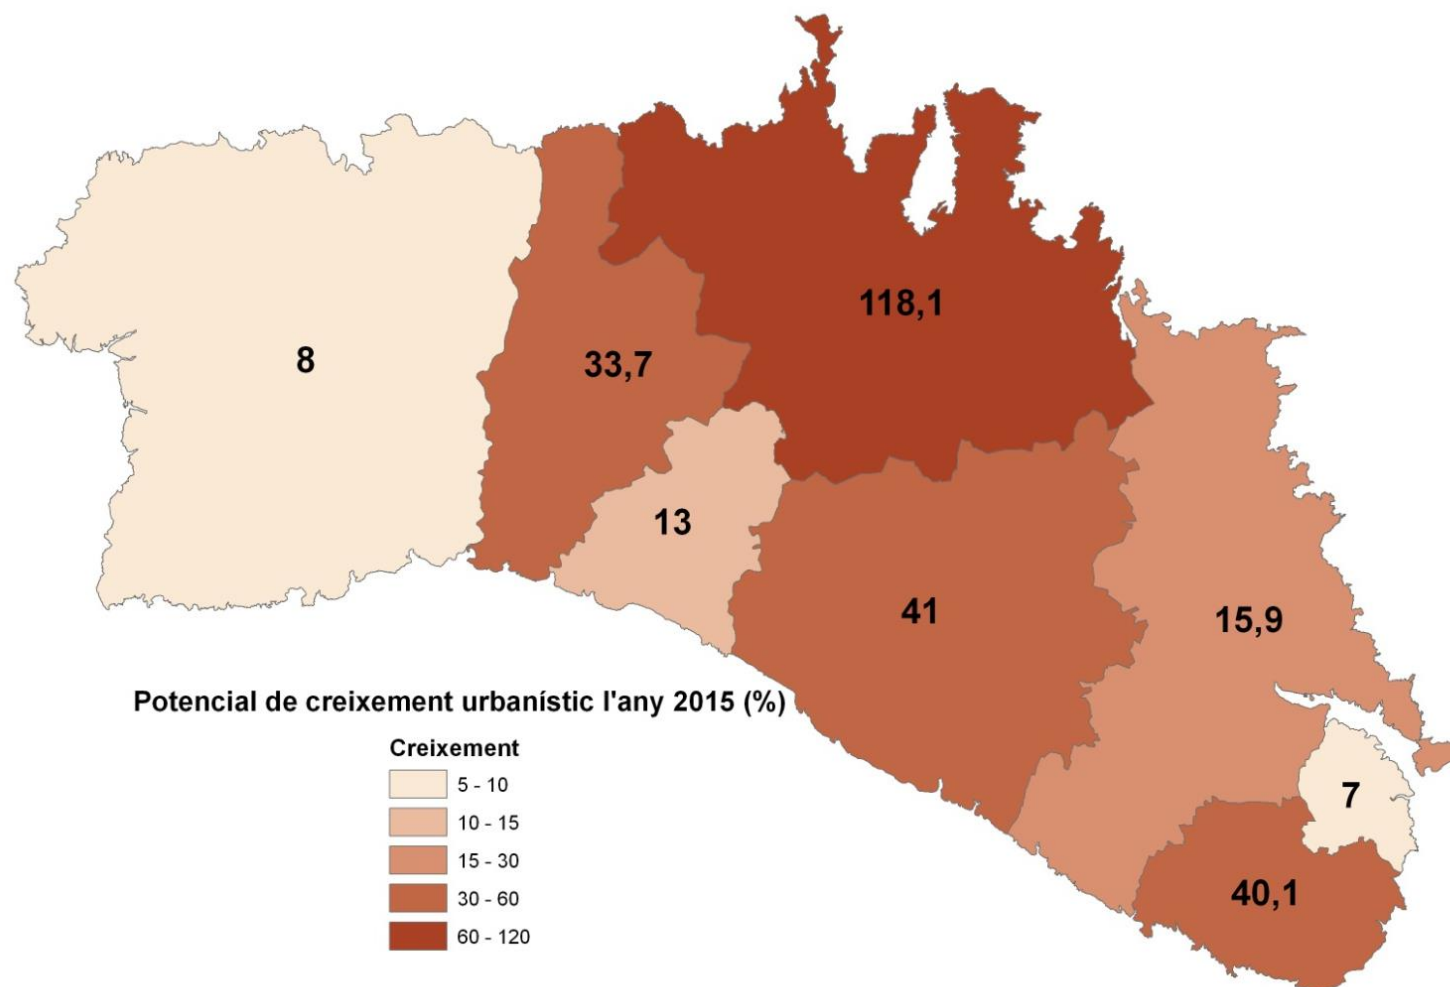 118,1
8
33,7
13
41
15,9
Potencial de creixement urbanístic l'any 2015 (%)
Creixement
5 - 10
10 - 15
15 - 30
30 - 60
60 - 120
7
40,1